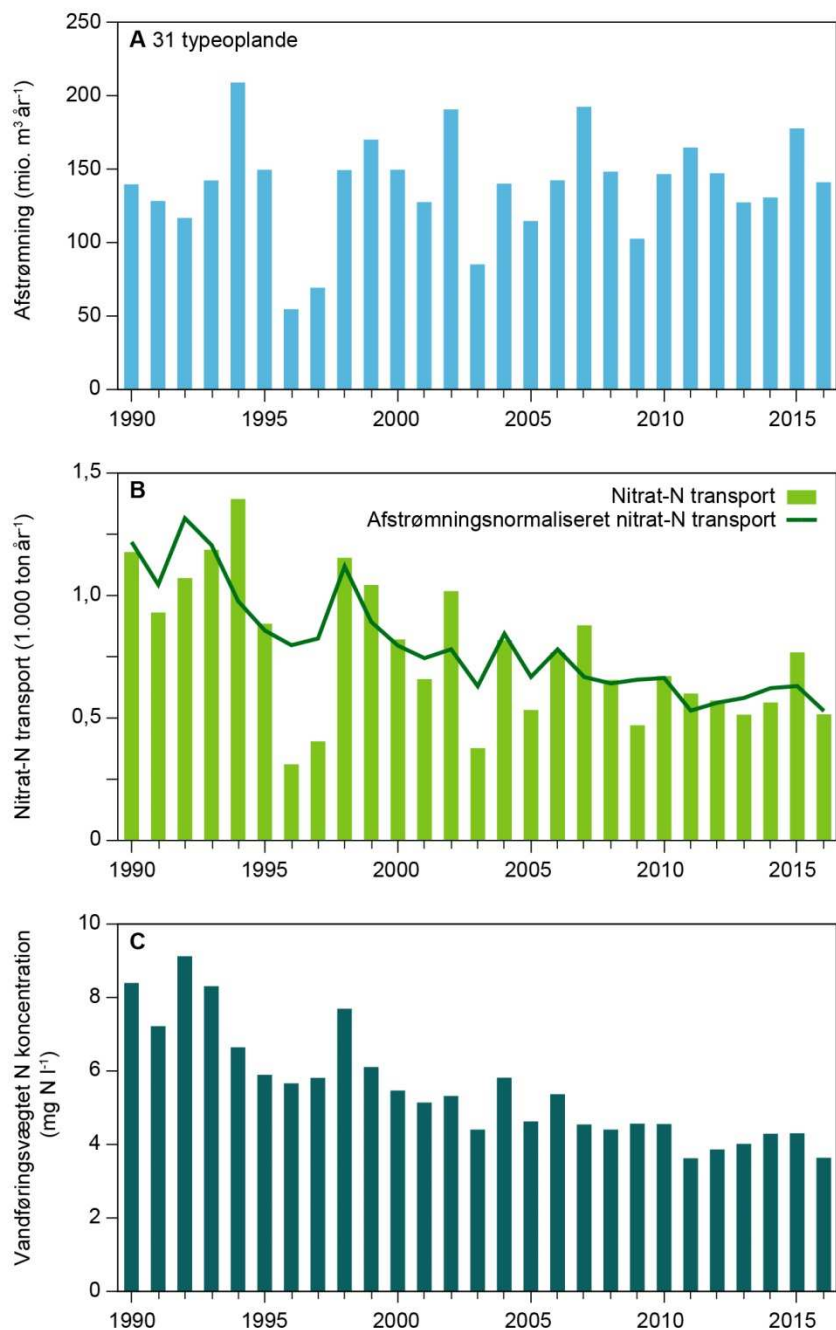 A 31 typeoplande
Afstrømning (mio. m³ år⁻¹)
250
200
150
100
50
0
1990 1995 2000 2005 2010 2015
B
Nitrat-N transport
Afstrømningsnormaliseret nitrat-N transport
Nitrat-N transport (1.000 ton år⁻¹)
1,5
1,0
0,5
0
1990 1995 2000 2005 2010 2015
C
Vandføringsvægtet N koncentration
(mg N l⁻¹)
10
8
6
4
2
0
1990 1995 2000 2005 2010 2015